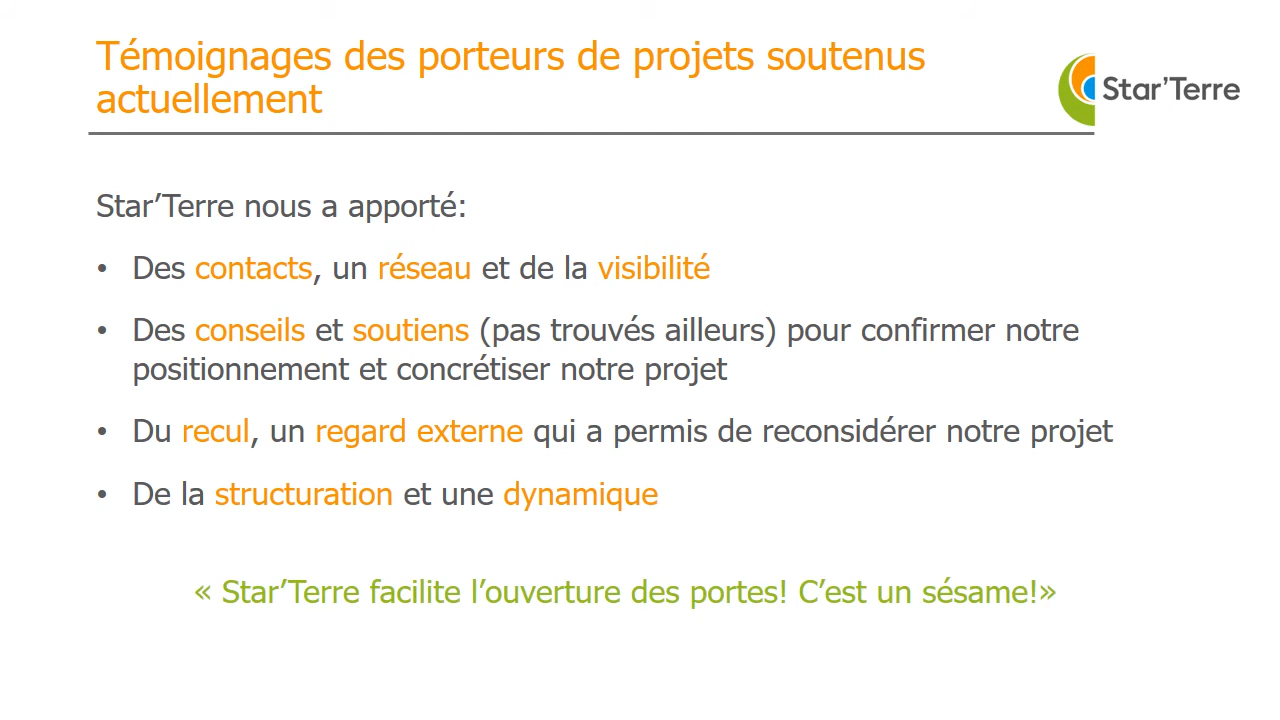 Témoignages des porteurs de projets soutenus
actuellement
Star’Terre
Star’Terre nous a apporté:
• Des contacts, un réseau et de la visibilité
• Des conseils et soutiens (pas trouvés ailleurs) pour confirmer notre
positionnement et concrétiser notre projet
• Du recul, un regard externe qui a permis de reconsidérer notre projet
• De la structuration et une dynamique
« Star’Terre facilite l’ouverture des portes! C’est un sésame!»